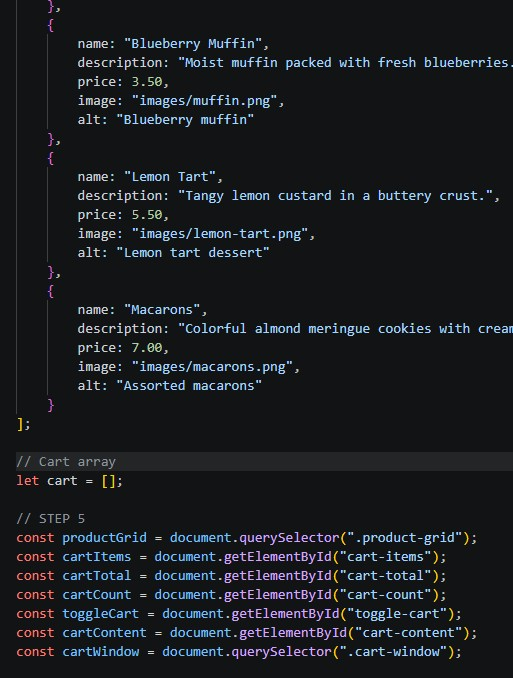 },
{
name: "Blueberry Muffin",
description: "Moist muffin packed with fresh blueberries.
price: 3.50,
image: "images/muffin.png",
alt: "Blueberry muffin"
},
{
name: "Lemon Tart",
description: "Tangy lemon custard in a buttery crust.",
price: 5.50,
image: "images/lemon-tart.png",
alt: "Lemon tart dessert"
},
{
name: "Macarons",
description: "Colorful almond meringue cookies with cream
price: 7.00,
image: "images/macarons.png",
alt: "Assorted macarons"
}
];
// Cart array
let cart = [];
// STEP 5
const productGrid = document.querySelector(".product-grid");
const cartItems = document.getElementById("cart-items");
const cartTotal = document.getElementById("cart-total");
const cartCount = document.getElementById("cart-count");
const toggleCart = document.getElementById("toggle-cart");
const cartContent = document.getElementById("cart-content");
const cartWindow = document.querySelector(".cart-window");